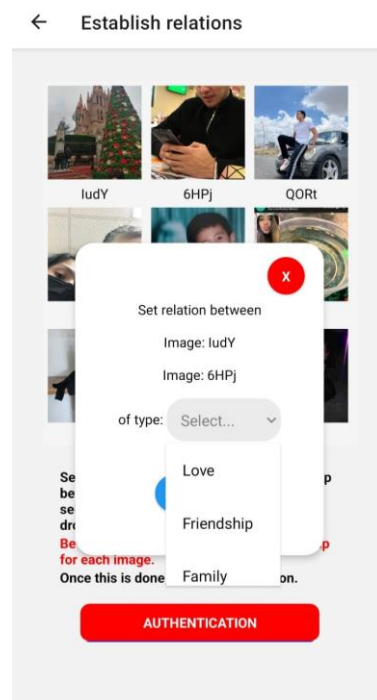 Establish relations
IudY 6HPj QORt
X
Set relation between
Image: IudY
Image: 6HPj
of type: Select...
Love
Friendship
Family
Se p
be
se
dro
Be p
for each image.
Once this is done on.
AUTHENTICATION